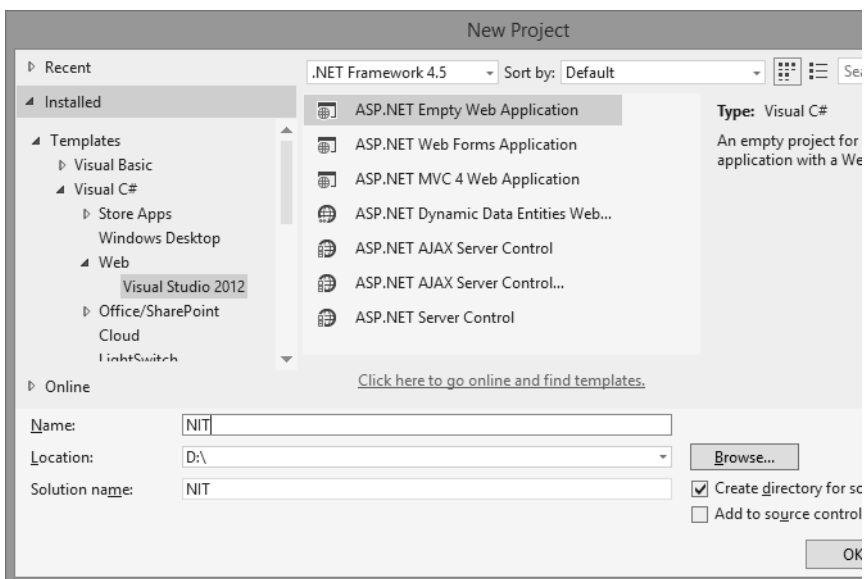 New Project
Recent
.NET Framework 4.5
Sort by: Default
Installed
Templates
Visual Basic
Visual C#
Store Apps
Windows Desktop
Web
Visual Studio 2012
Office/SharePoint
Cloud
LightSwitch
Online
ASP.NET Empty Web Application
ASP.NET Web Forms Application
ASP.NET MVC 4 Web Application
ASP.NET Dynamic Data Entities Web...
ASP.NET AJAX Server Control
ASP.NET AJAX Server Control...
ASP.NET Server Control
Click here to go online and find templates.
Type: Visual C#
An empty project for
application with a
Name: NIT
Location: D:\
Browse...
Solution name: NIT
Create directory for
Add to source control
OK